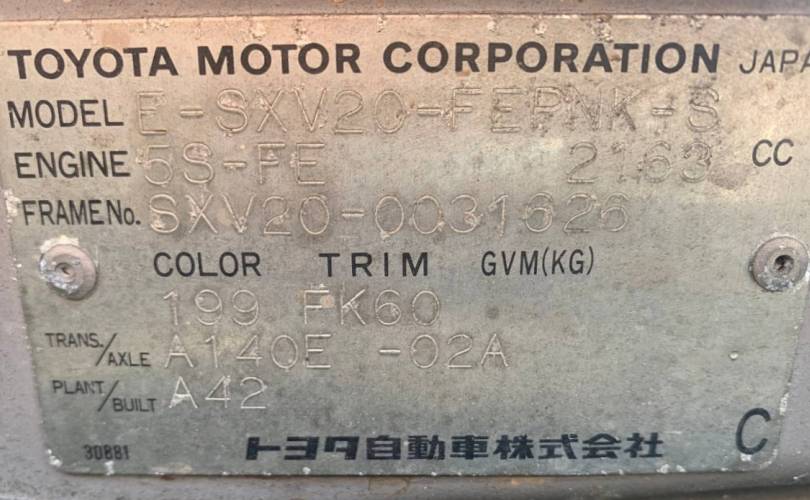 TOYOTA MOTOR CORPORATION JAPA
MODEL E-SXV20-FEPNK-S
ENGINE 5S-FE 2163 CC
FRAME No. SXV20-0031626
COLOR TRIM GVM(KG)
199 FK60
TRANS./AXLE A140E -02A
PLANT/BUILT A42
30881 トヨタ自動車株式会社 C